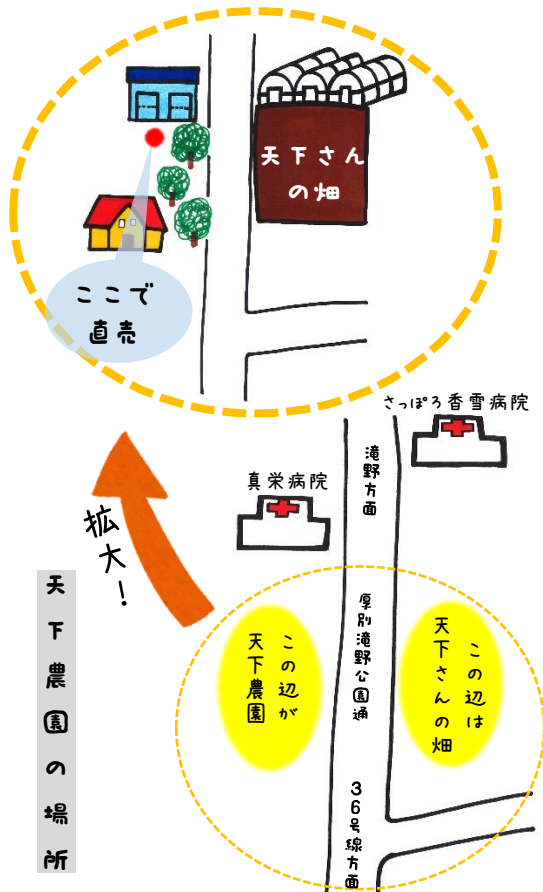 天下さん
の畑
ここで
直売
さっぽろ香雪病院
真栄病院
滝野方面
拡大!
厚別滝野公園通
この辺が
天下農園
この辺は
天下さんの畑
36号線方面
天下農園の場所